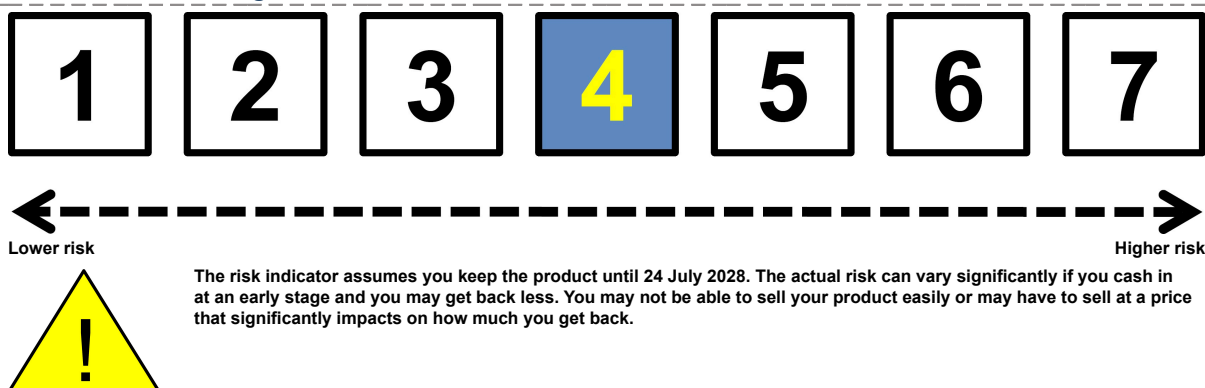 1 2 3 4 5 6 7
Lower risk Higher risk
The risk indicator assumes you keep the product until 24 July 2028. The actual risk can vary significantly if you cash in
at an early stage and you may get back less. You may not be able to sell your product easily or may have to sell at a price
that significantly impacts on how much you get back.
!